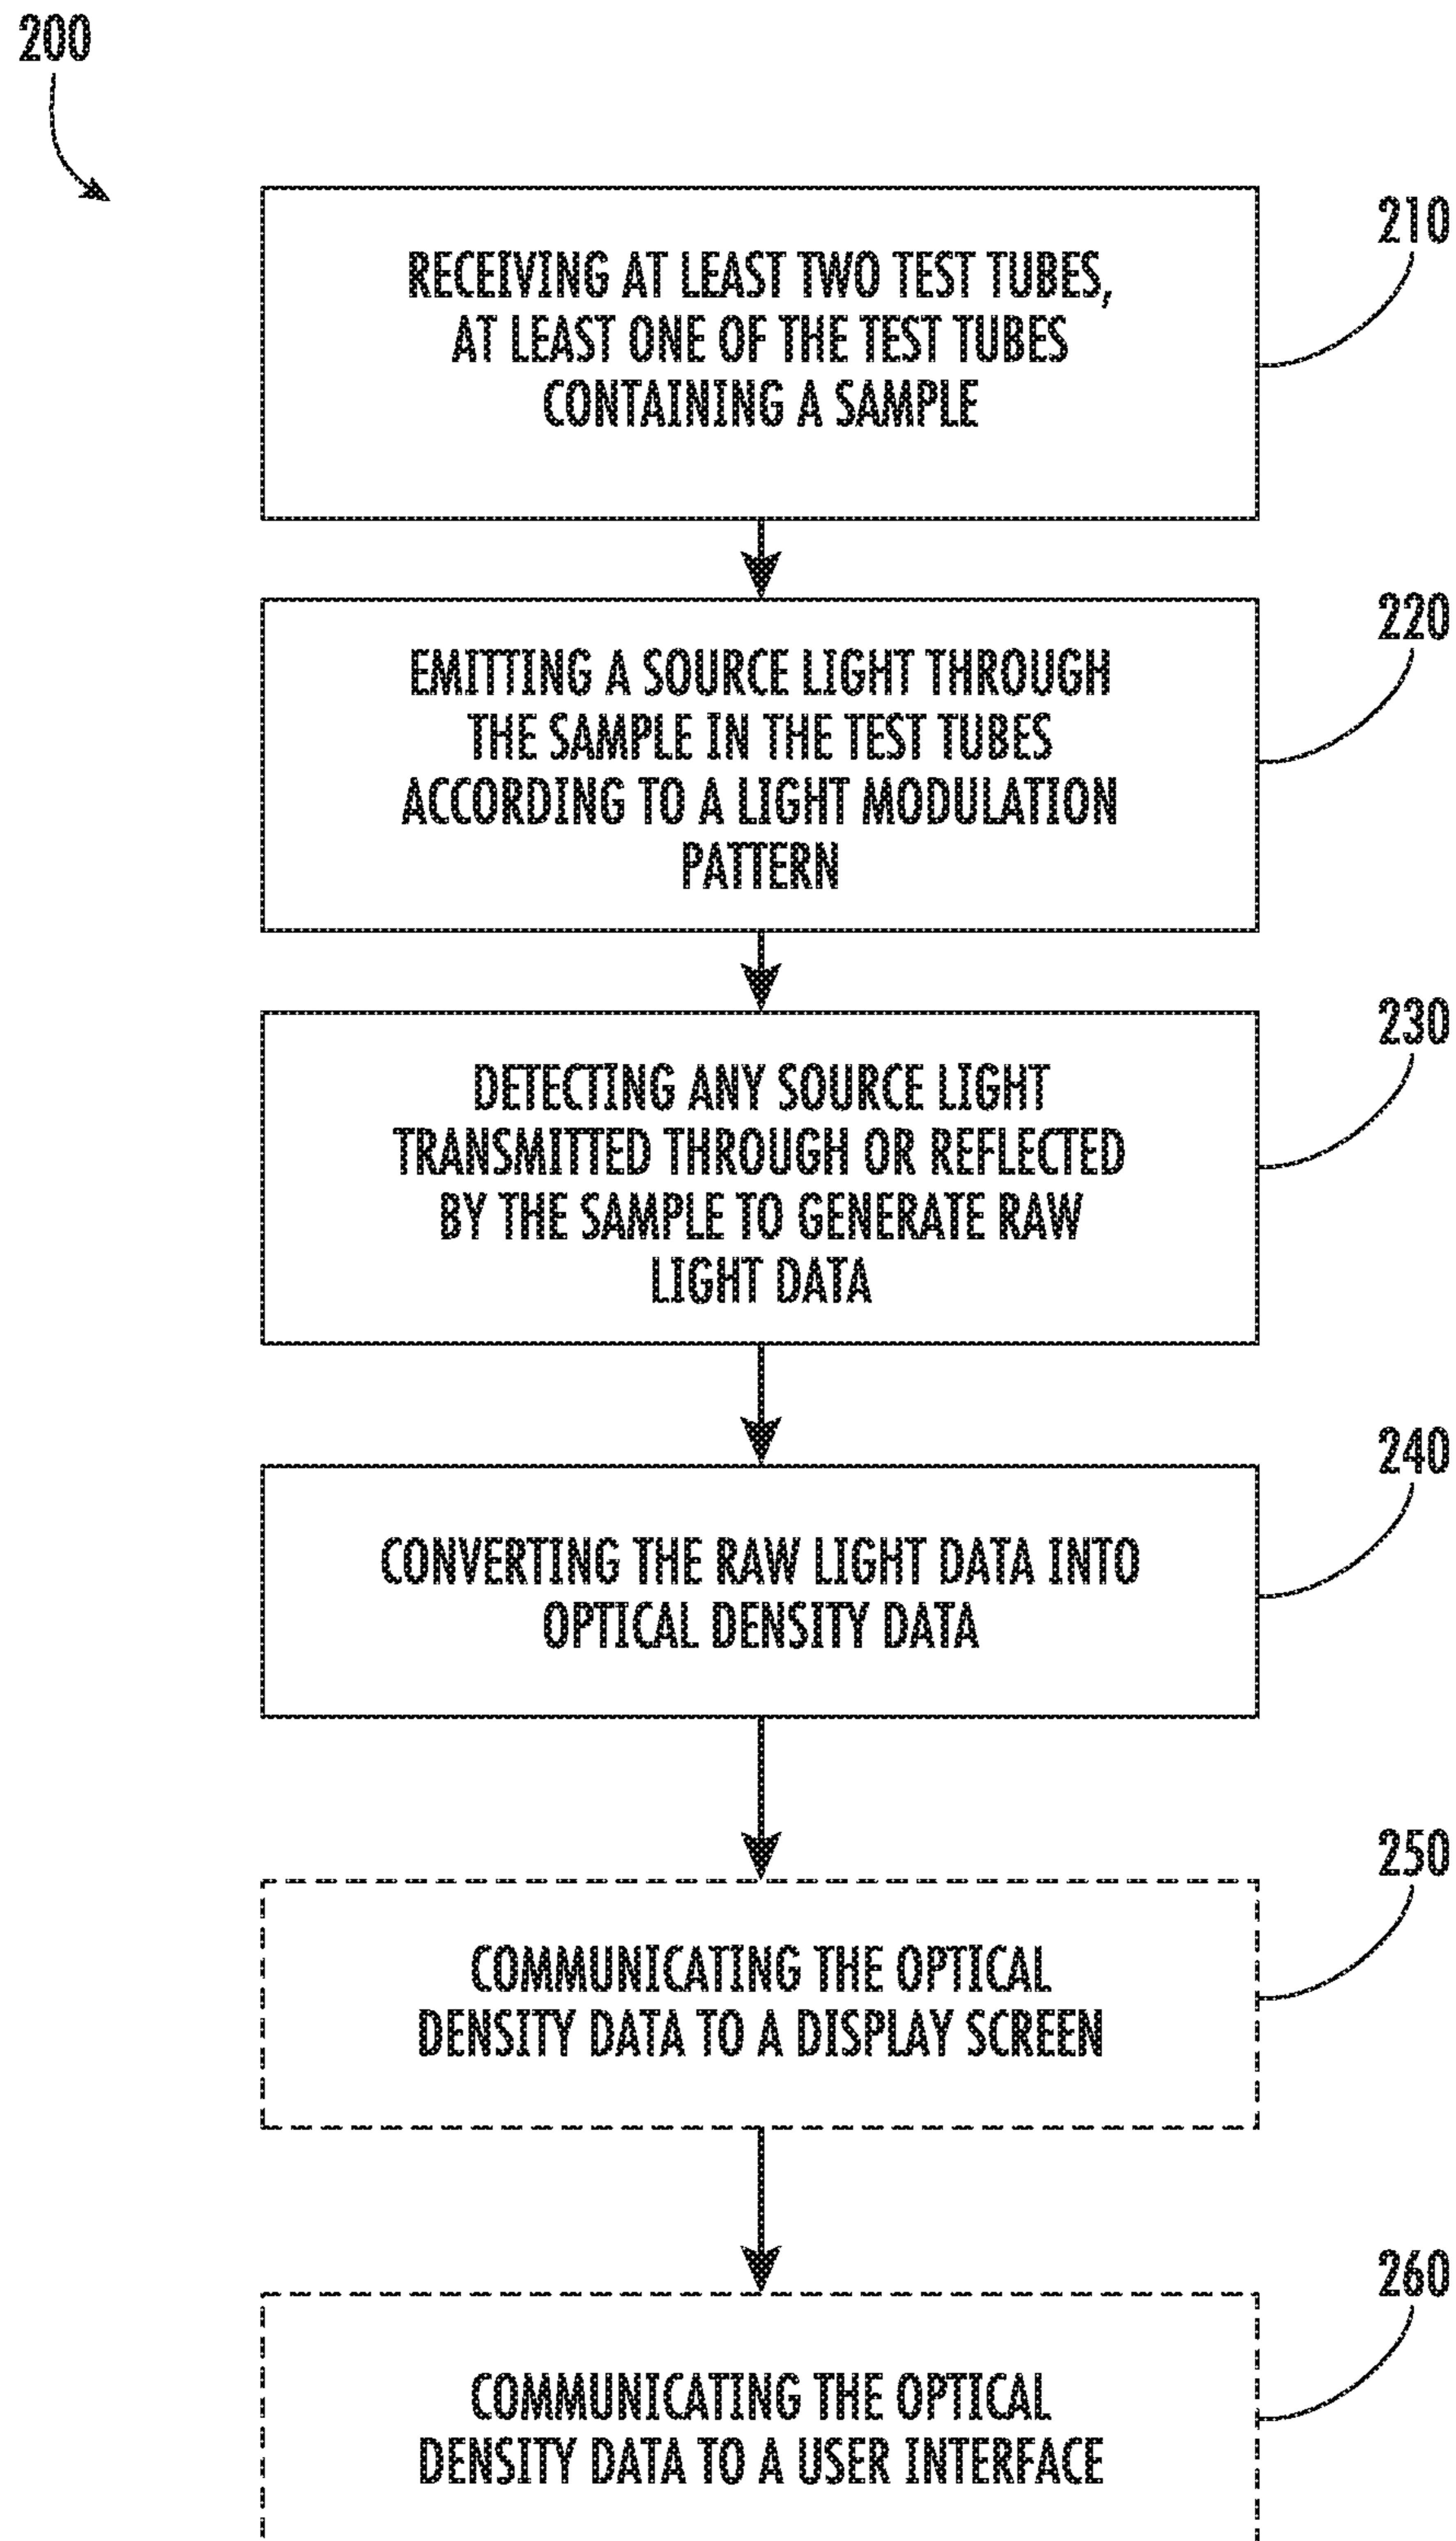 200
210
RECEIVING AT LEAST TWO TEST TUBES,
AT LEAST ONE OF THE TEST TUBES
CONTAINING A SAMPLE
220
EMITTING A SOURCE LIGHT THROUGH
THE SAMPLE IN THE TEST TUBES
ACCORDING TO A LIGHT MODULATION
PATTERN
230
DETECTING ANY SOURCE LIGHT
TRANSMITTED THROUGH OR REFLECTED
BY THE SAMPLE TO GENERATE RAW
LIGHT DATA
240
CONVERTING THE RAW LIGHT DATA INTO
OPTICAL DENSITY DATA
250
COMMUNICATING THE OPTICAL
DENSITY DATA TO A DISPLAY SCREEN
260
COMMUNICATING THE OPTICAL
DENSITY DATA TO A USER INTERFACE